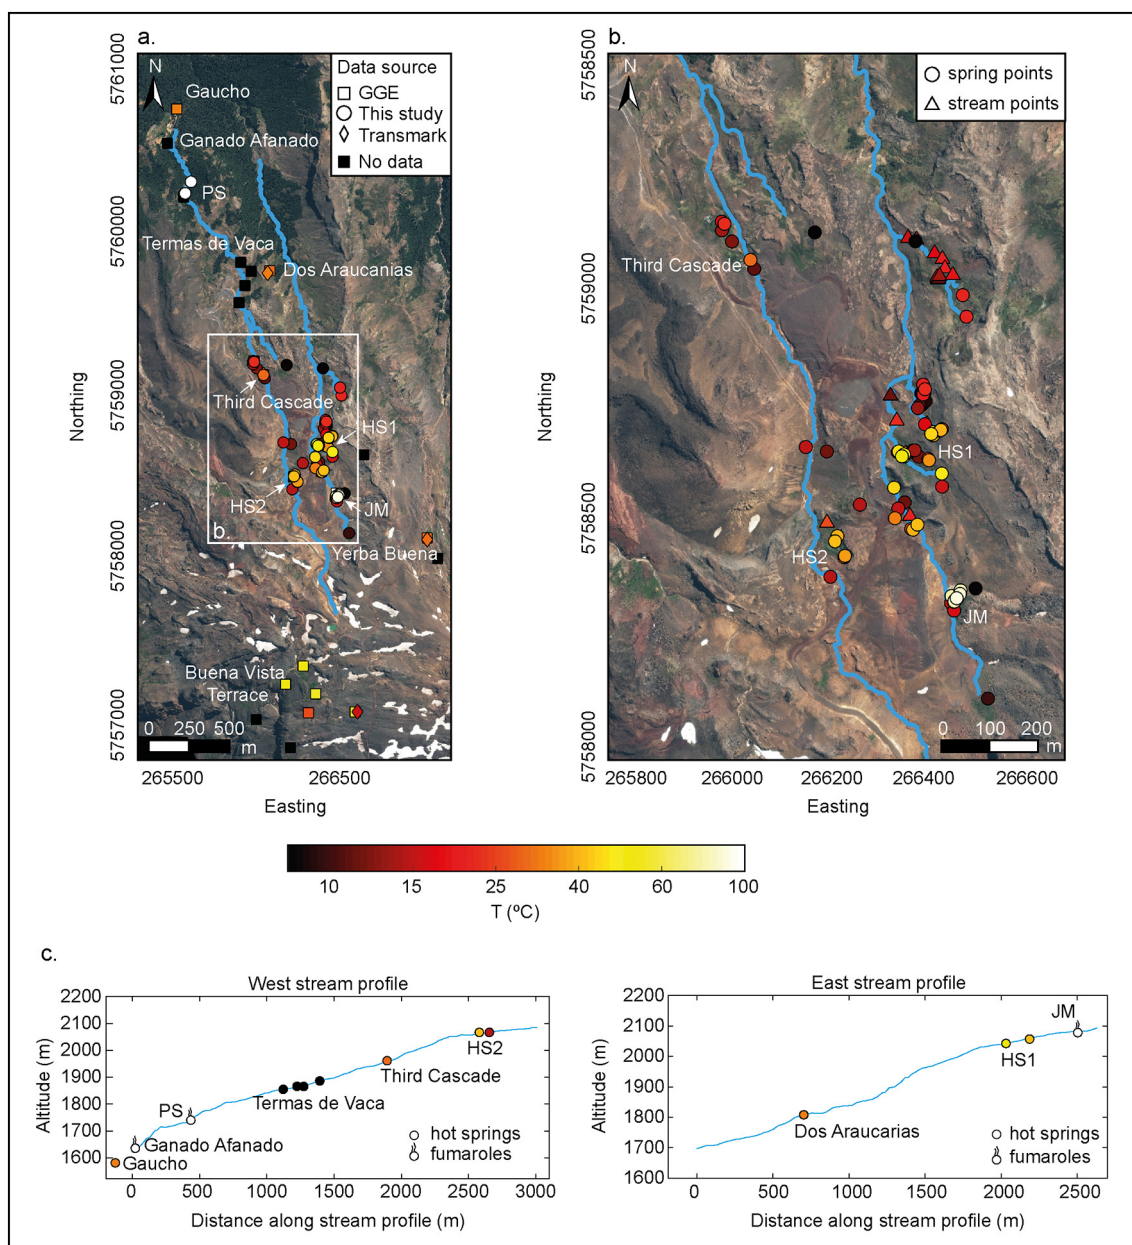 a.
N
Gaucho
Ganado Afanado
PS
Termas de Vaca
Dos Araucanias
Third Cascade
HS1
HS2
JM
b.
Yerba Buena
Buena Vista
Terrace
0 250 500
m
Data source
GGE
This study
Transmark
No data
5761000
5760000
5759000
5758000
5757000
Northing
265500 266500
Easting
b.
N
spring points
stream points
Third Cascade
HS1
HS2
JM
0 100 200
m
5758500
5759000
5758500
5758000
Northing
265800 266000 266200 266400 266600
Easting
10 15 25 40 60 100
T (ºC)
c.
West stream profile
2200
2100
2000
1900
1800
1700
1600
Altitude (m)
HS2
Third Cascade
Termas de Vaca
PS
Ganado Afanado
Gaucho
hot springs
fumaroles
0 500 1000 1500 2000 2500 3000
Distance along stream profile (m)
East stream profile
2200
2100
2000
1900
1800
1700
1600
Altitude (m)
JM
HS1
Dos Araucarias
hot springs
fumaroles
0 500 1000 1500 2000 2500
Distance along stream profile (m)